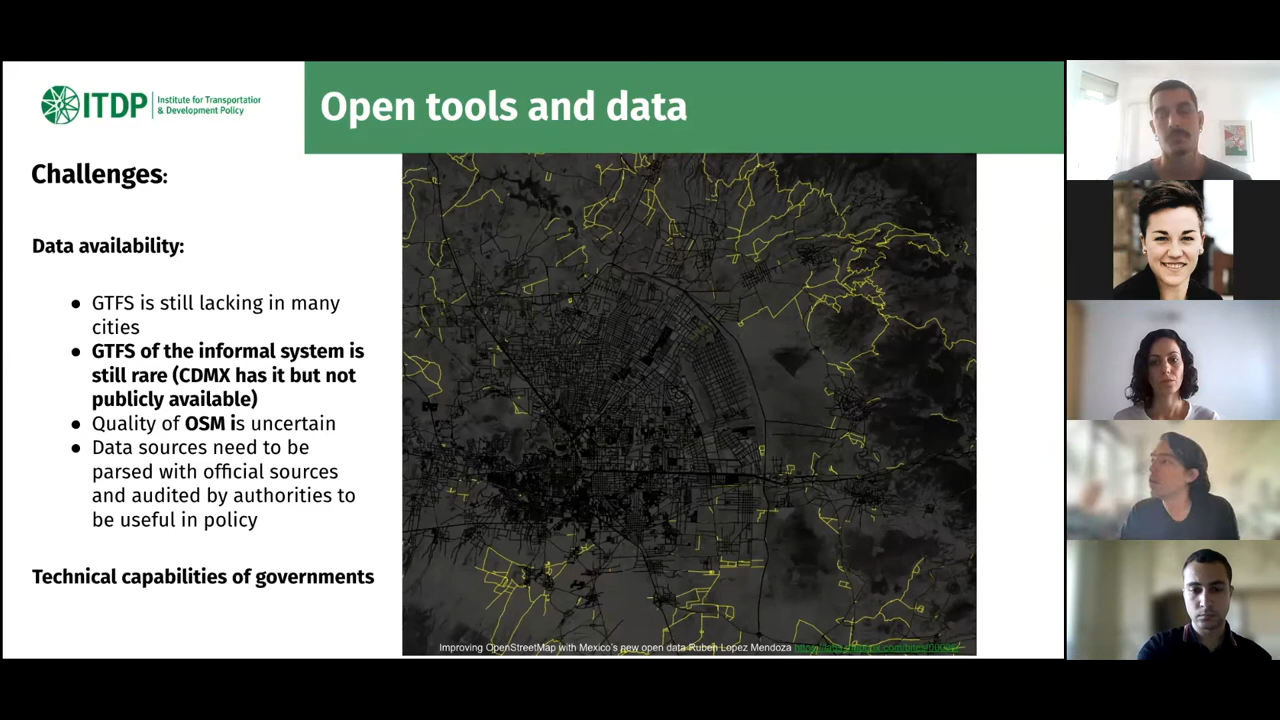 ITDP
Institute for Transportation
& Development Policy
Open tools and data
Challenges:
Data availability:
● GTFS is still lacking in many
cities
● GTFS of the informal system is
still rare (CDMX has it but not
publicly available)
● Quality of OSM is uncertain
● Data sources need to be
parsed with official sources
and audited by authorities to
be useful in policy
Technical capabilities of governments
Improving OpenStreetMap with Mexico's new open data Ruben Lopez Mendoza